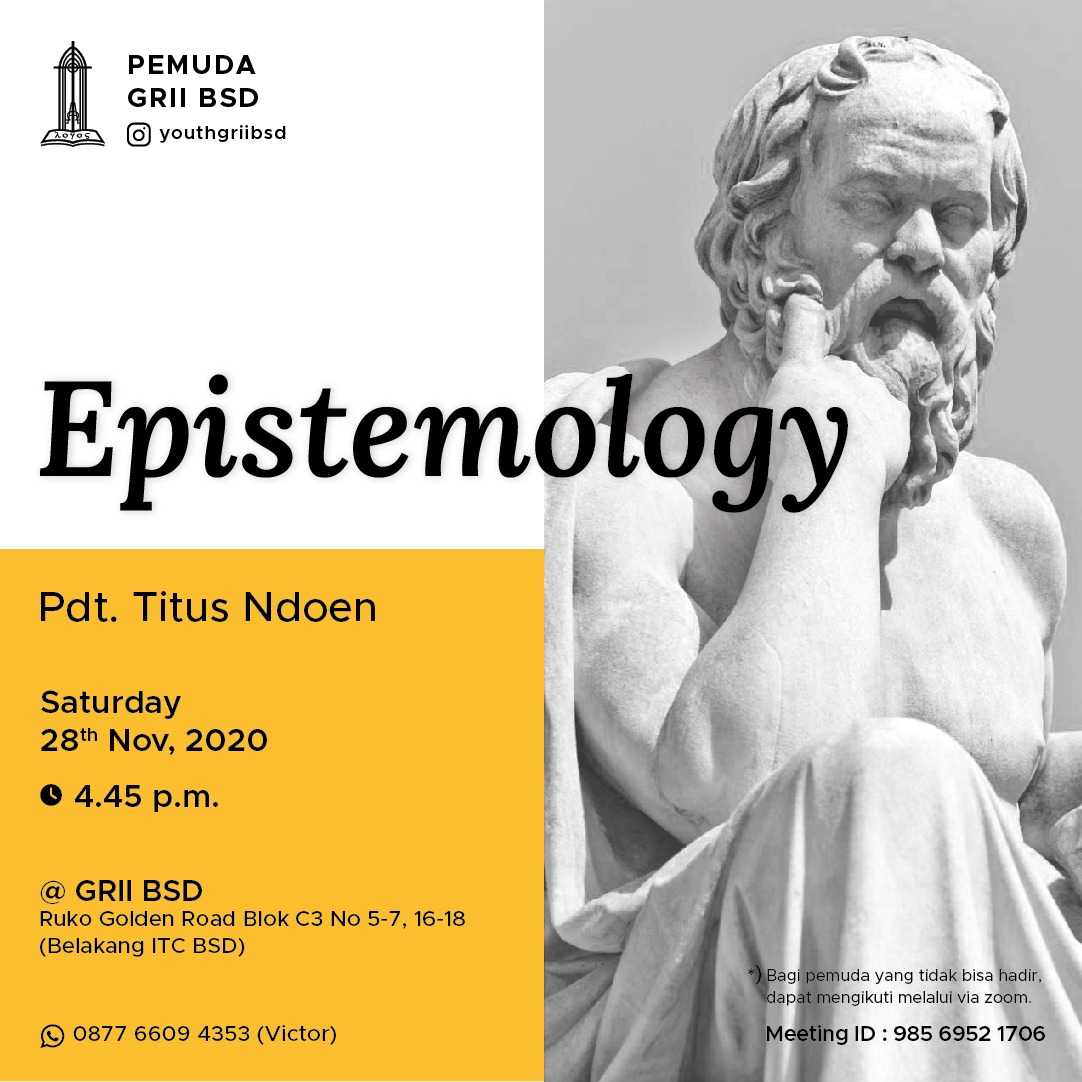 PEMUDA
GRII BSD
youthgriibsd
λογος
Epistemology
Pdt. Titus Ndoen
Saturday
28th Nov, 2020
4.45 p.m.
@ GRII BSD
Ruko Golden Road Blok C3 No 5-7, 16-18
(Belakang ITC BSD)
0877 6609 4353 (Victor)
*) Bagi pemuda yang tidak bisa hadir,
dapat mengikuti melalui via zoom.
Meeting ID : 985 6952 1706